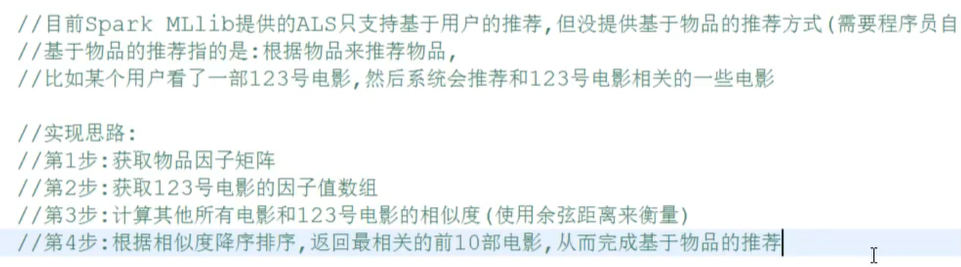 //目前Spark MLlib提供的ALS只支持基于用户的推荐,但没提供基于物品的推荐方式(需要程序员自
//基于物品的推荐指的是:根据物品来推荐物品,
//比如某个用户看了一部123号电影,然后系统会推荐和123号电影相关的一些电影
//实现思路:
//第1步:获取物品因子矩阵
//第2步:获取123号电影的因子值数组
//第3步:计算其他所有电影和123号电影的相似度(使用余弦距离来衡量)
//第4步:根据相似度降序排序,返回最相关的前10部电影,从而完成基于物品的推荐